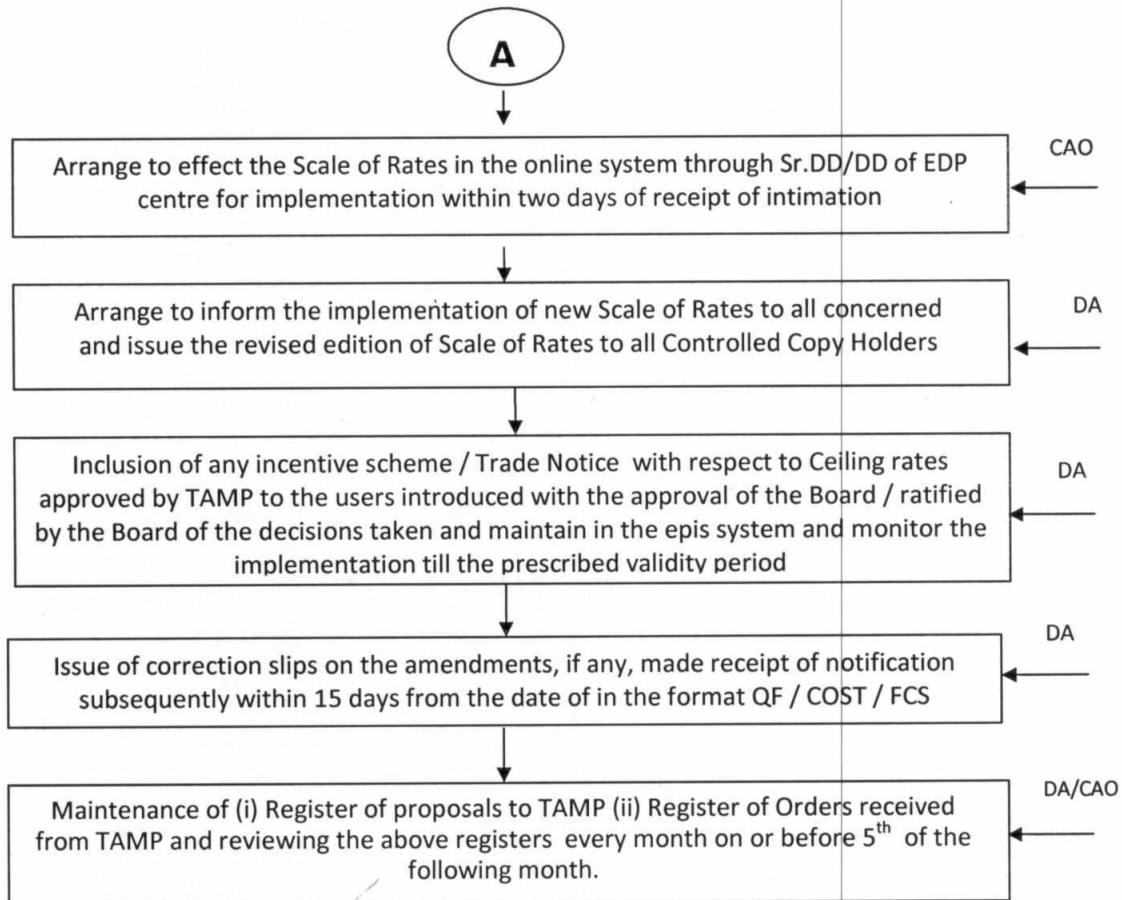 A
Arrange to effect the Scale of Rates in the online system through Sr.DD/DD of EDP
centre for implementation within two days of receipt of intimation
CAO
Arrange to inform the implementation of new Scale of Rates to all concerned
and issue the revised edition of Scale of Rates to all Controlled Copy Holders
DA
Inclusion of any incentive scheme / Trade Notice with respect to Ceiling rates
approved by TAMP to the users introduced with the approval of the Board / ratified
by the Board of the decisions taken and maintain in the epis system and monitor the
implementation till the prescribed validity period
DA
Issue of correction slips on the amendments, if any, made receipt of notification
subsequently within 15 days from the date of in the format QF / COST / FCS
DA
Maintenance of (i) Register of proposals to TAMP (ii) Register of Orders received
from TAMP and reviewing the above registers every month on or before 5th of the
following month.
DA/CAO